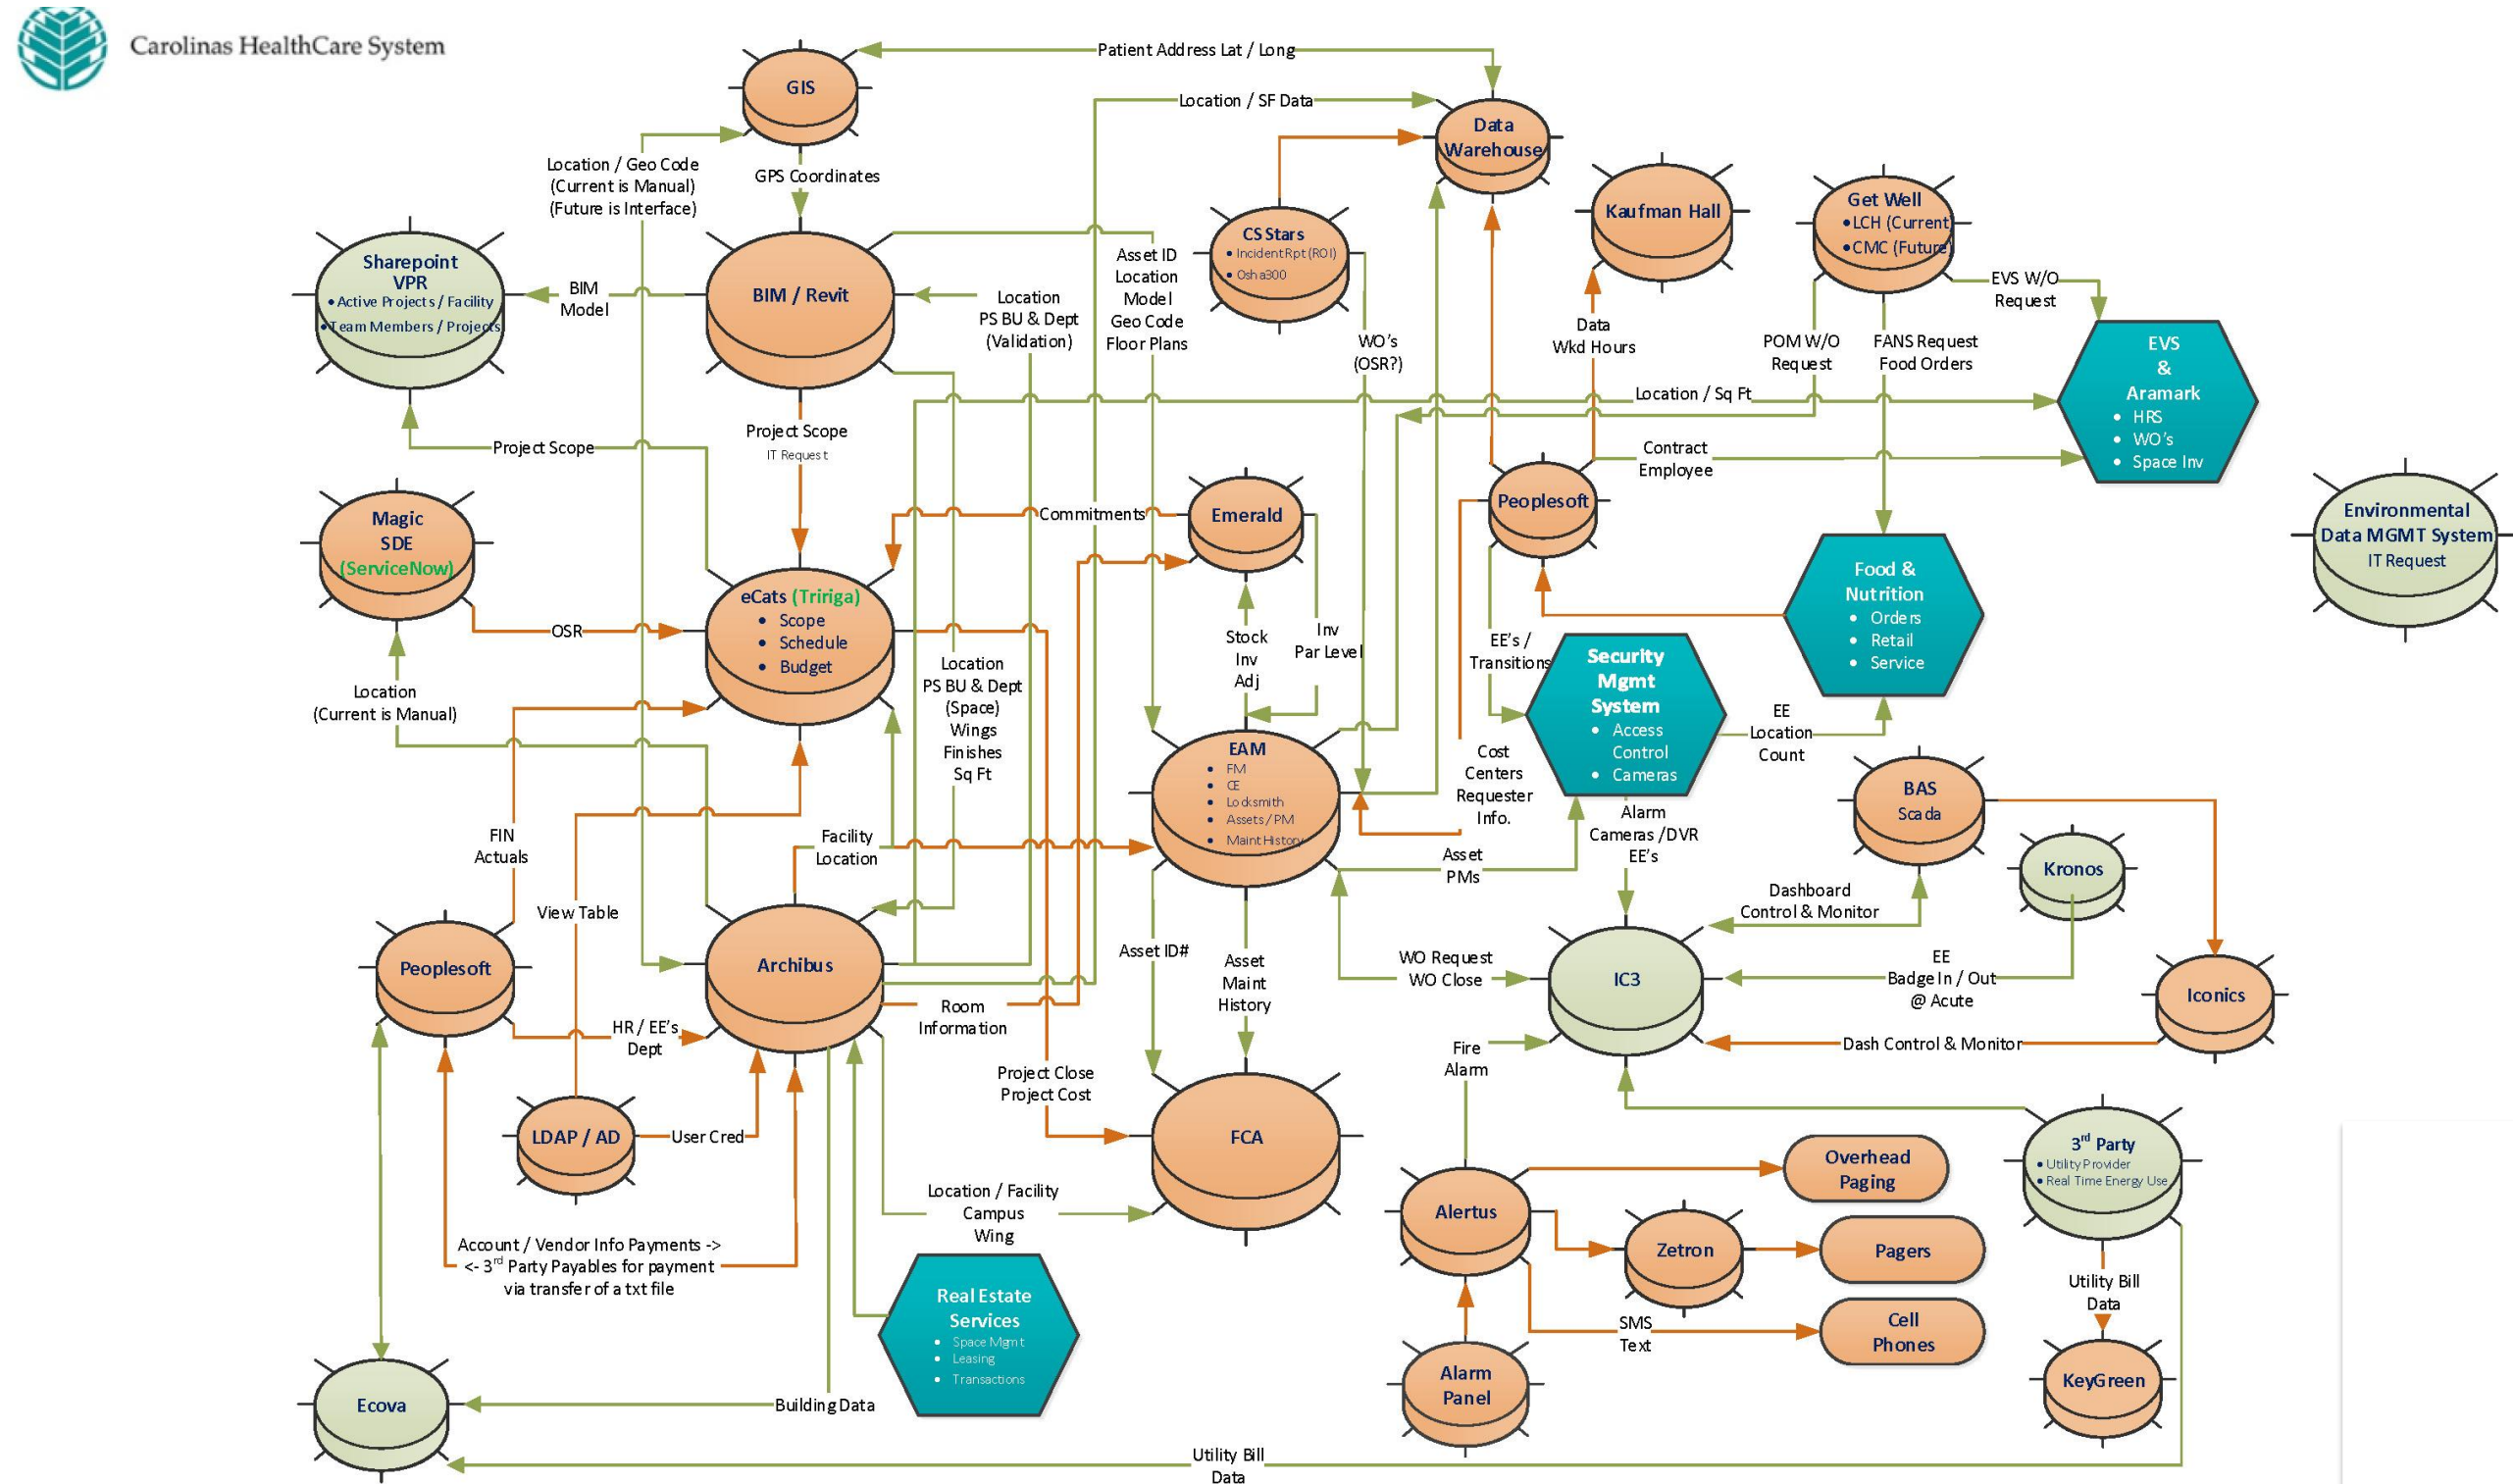 Carolinas HealthCare System
Patient Address Lat / Long
GIS
Location / SF Data
Data
Warehouse
Location / Geo Code
(Current is Manual)
(Future is Interface)
GPS Coordinates
Kaufman Hall
Get Well
•LCH (Current
•CMC (Future)
CS Stars
• Incident Rpt (ROI)
• Osha300
Sharepoint
VPR
• Active Projects / Facility
• Team Members / Projects
BIM
Model
BIM / Revit
Location
PS BU & Dept
(Validation)
Asset ID
Location
Model
Geo Code
Floor Plans
WO's
(OSR?)
Data
Wkd Hours
POM W/O
Request
FANS Request
Food Orders
EVS W/O
Request
EVS
&
Aramark
• HRS
• WO's
• Space Inv
Location / Sq Ft
Project Scope
Project Scope
IT Request
Contract
Employee
Magic
SDE
(ServiceNow)
Commitments
Emerald
Peoplesoft
Environmental
Data MGMT System
IT Request
Food &
Nutrition
• Orders
• Retail
• Service
OSR
eCats (Tririga)
• Scope
• Schedule
• Budget
Stock
Inv
Adj
Inv
Par Level
EE's /
Transitions
Security
Mgmt
System
• Access
Control
• Cameras
EE
Location
Count
Location
(Current is Manual)
Location
PS BU & Dept
(Space)
Wings
Finishes
Sq Ft
EAM
• FM
• CE
• Locksmith
• Assets / PM
• Maint History
Cost
Centers
Requester
Info.
Alarm
Cameras /DVR
EE's
BAS
Scada
Kronos
FIN
Actuals
Facility
Location
Asset
PMs
Dashboard
Control & Monitor
View Table
Peoplesoft
Archibus
Asset ID#
Asset
Maint
History
WO Request
WO Close
IC3
EE
Badge In / Out
@ Acute
Iconics
HR / EE's
Dept
Room
Information
Fire
Alarm
Dash Control & Monitor
Project Close
Project Cost
LDAP / AD
User Cred
FCA
3rd Party
• Utility Provider
• Real Time Energy Use
Overhead
Paging
Alertus
Location / Facility
Campus
Wing
Account / Vendor Info Payments ->
<- 3rd Party Payables for payment
via transfer of a txt file
Zetron
Pagers
Utility Bill
Data
Real Estate
Services
• Space Mgmt
• Leasing
• Transactions
SMS
Text
Cell
Phones
Alarm
Panel
KeyGreen
Ecova
Building Data
Utility Bill
Data